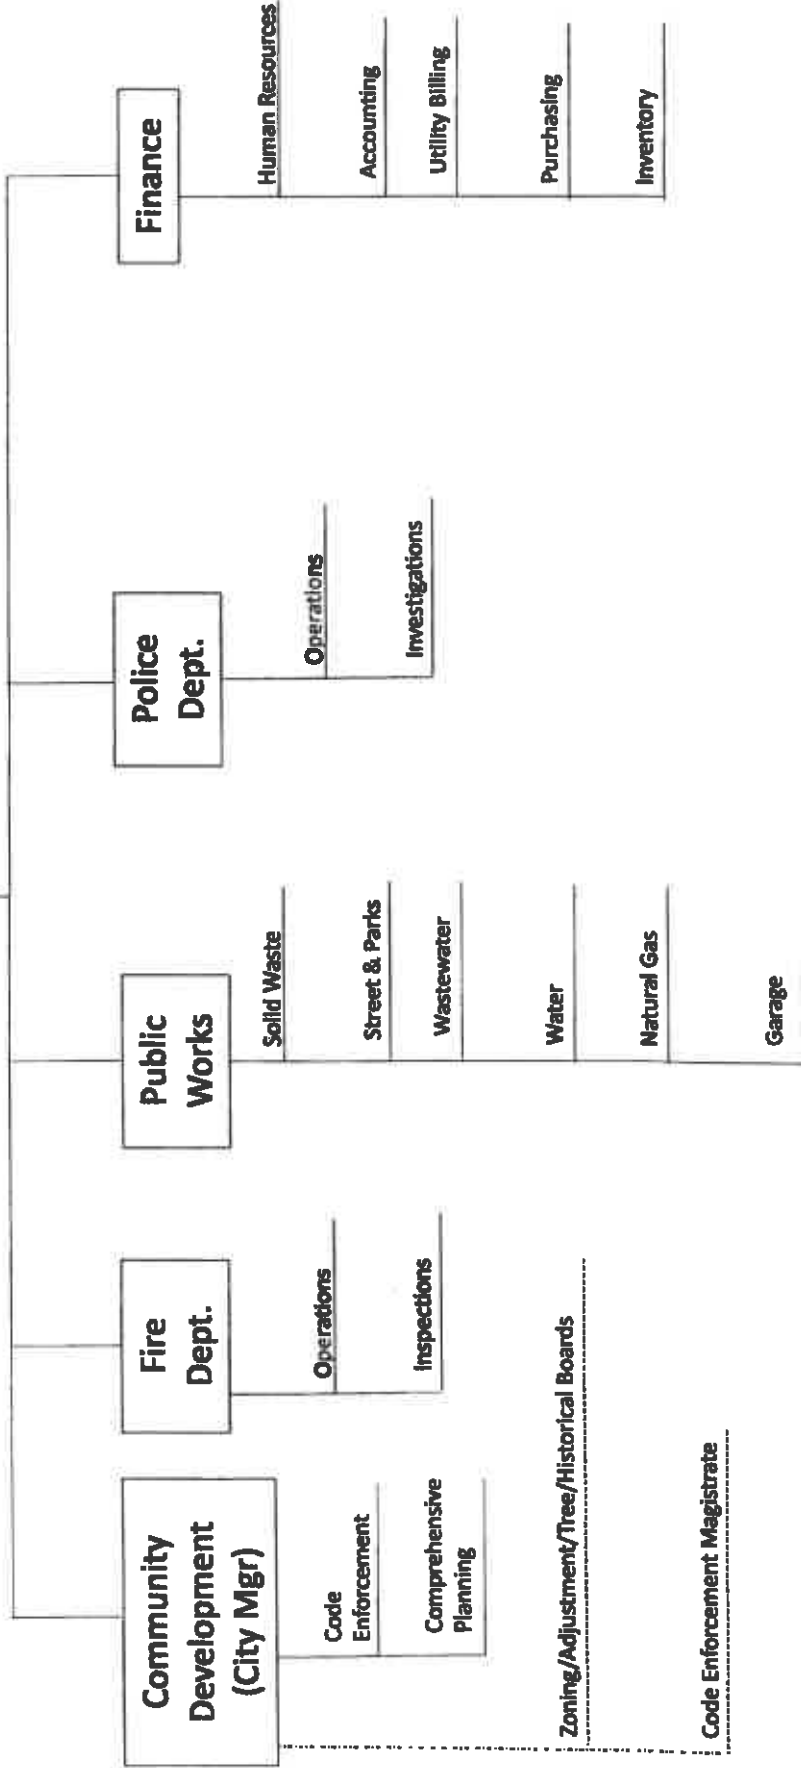 Community
Development
(City Mgr)
Code
Enforcement
Comprehensive
Planning
Zoning/Adjustment/Tree/Historical Boards
Code Enforcement Magistrate
Fire
Dept.
Operations
Inspections
Public
Works
Solid Waste
Street & Parks
Wastewater
Water
Natural Gas
Garage
Police
Dept.
Operations
Investigations
Finance
Human Resources
Accounting
Utility Billing
Purchasing
Inventory